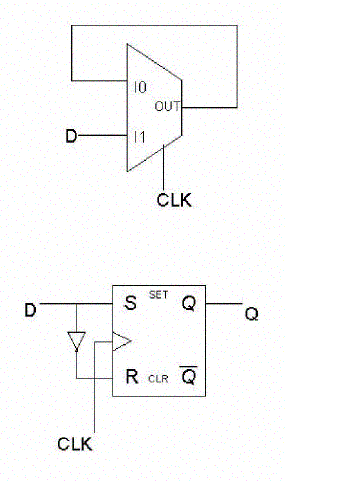 I0
OUT
D I1
CLK
S SET Q
D Q
R CLR Q̅
CLK